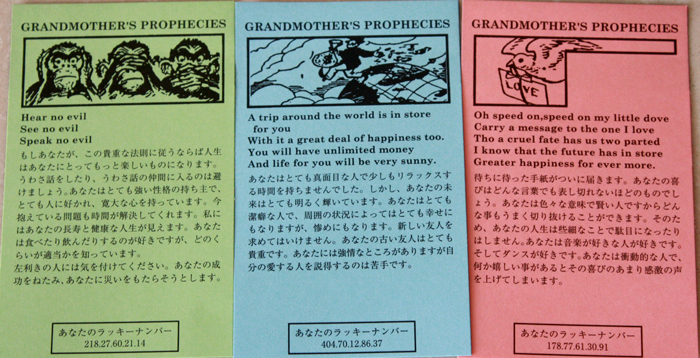 GRANDMOTHER'S PROPHECIES
Hear no evil
See no evil
Speak no evil
もしあなたが、この貴重な法則に従うならば人生
はあなたにとってもっと楽しいものになります。
うわさ話をしたり、うわさ話の仲間に入るのは避
けましょう。あなたはとても強い性格の持ち主で、
とても人に好かれ、寛大な心を持っています。今
抱えている問題も時間が解決してくれます。私に
はあなたの長寿と健康な人生が見えます。あなた
は食べたり飲んだりするのが好きですが、どのく
らいが適当かを知っています。
左利きの人には気を付けてください。あなたの成
功をねたみ、あなたに災いをもたらそうとします。
あなたのラッキーナンバー
218.27.60.21.14
GRANDMOTHER'S PROPHECIES
A trip around the world is in store
for you
With it a great deal of happiness too.
You will have unlimited money
And life for you will be very sunny.
あなたはとても真面目な人で少しもリラックスす
る時間を持ちませんでした。しかし、あなたの未
来はとても明るく輝いています。あなたはとても
潔癖な人で、周囲の状況によってはとても幸せに
もなりますが、惨めにもなります。新しい友人を
求めてはいけません。あなたの古い友人はとても
貴重です。あなたには強情なところがありますが自
分の愛する人を説得するのは苦手です。
あなたのラッキーナンバー
404.70.12.86.37
GRANDMOTHER'S PROPHECIES
LOVE
Oh speed on,speed on my little dove
Carry a message to the one I love
Tho a cruel fate has us two parted
I know that the future has in store
Greater happiness for ever more.
待ちに待った手紙がついに届きます。あなたの喜
びはどんな言葉でも表し切れないほどのものでし
ょう。あなたは色々な意味で賢い人ですからどん
な事もうまく切り抜けることができます。そのた
め、あなたの人生は些細なことで駄目になったり
はしません。あなたは音楽が好きな人が好きです。
そしてダンスが好きです。あなたは衝動的な人で、
何か嬉しい事があるとその喜びのあまり感激の声
を上げてしまいます。
あなたのラッキーナンバー
178.77.61.30.91